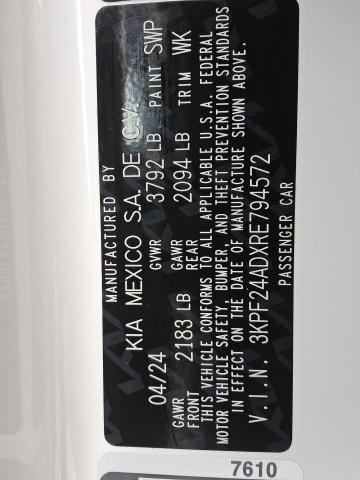 MANUFACTURED BY
KIA MEXICO S.A. DE C.V.
04/24 GVWR 3792 LB PAINT SWP
GAWR FRONT 2183 LB GAWR REAR 2094 LB TRIM WK
THIS VEHICLE CONFORMS TO ALL APPLICABLE U.S.A. FEDERAL
MOTOR VEHICLE SAFETY, BUMPER, AND THEFT PREVENTION STANDARDS
IN EFFECT ON THE DATE OF MANUFACTURE SHOWN ABOVE.
V.I.N. 3KPF24ADXRE794572
PASSENGER CAR
7610